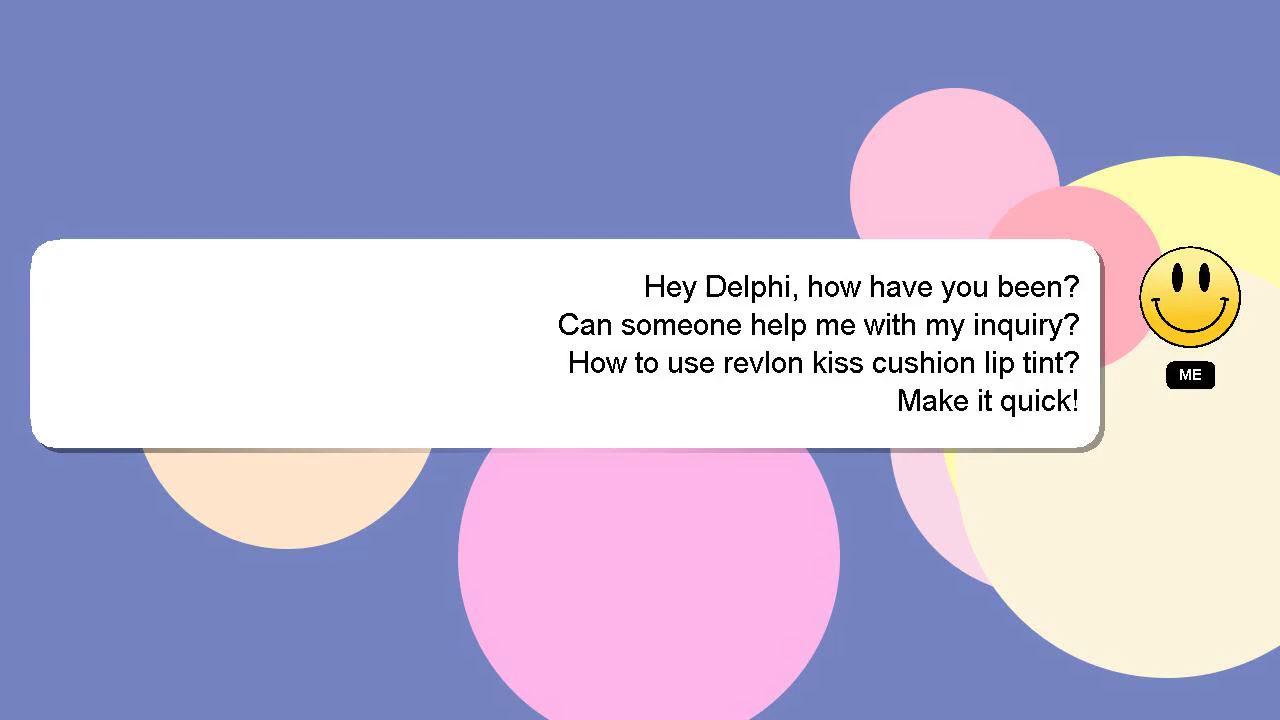 Hey Delphi, how have you been?
Can someone help me with my inquiry?
How to use revlon kiss cushion lip tint?
Make it quick!
ME